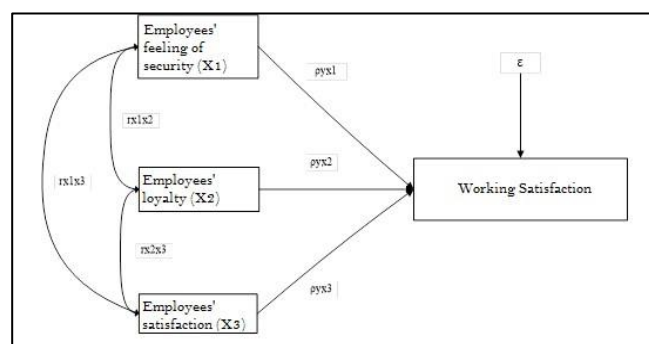 Employees'
feeling of
security (X1)
ρyx1
ε
rx1x2
ρyx2
rx1x3
Employees'
loyalty (X2)
Working Satisfaction
rx2x3
ρyx3
Employees'
satisfaction (X3)